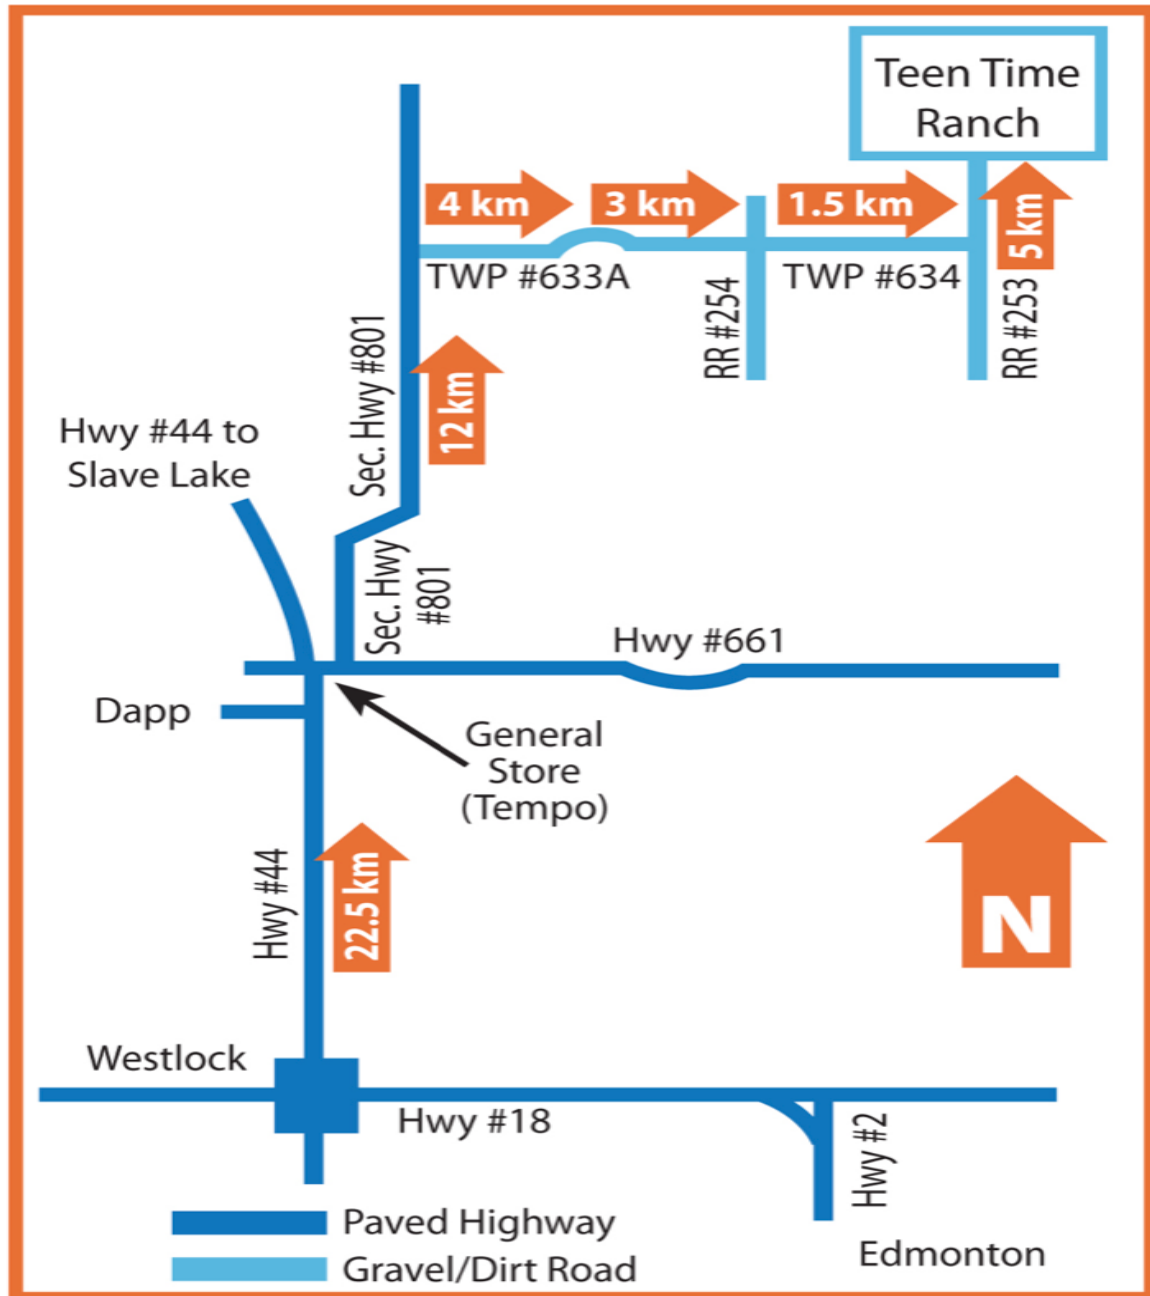 Teen Time
Ranch
4 km
3 km
1.5 km
5 km
TWP #633A
TWP #634
RR #254
RR #253
Sec. Hwy #801
12 km
Hwy #44 to
Slave Lake
Sec. Hwy
#801
Hwy #661
Dapp
General
Store
(Tempo)
Hwy #44
22.5 km
N
Westlock
Hwy #18
Hwy #2
Paved Highway
Edmonton
Gravel/Dirt Road